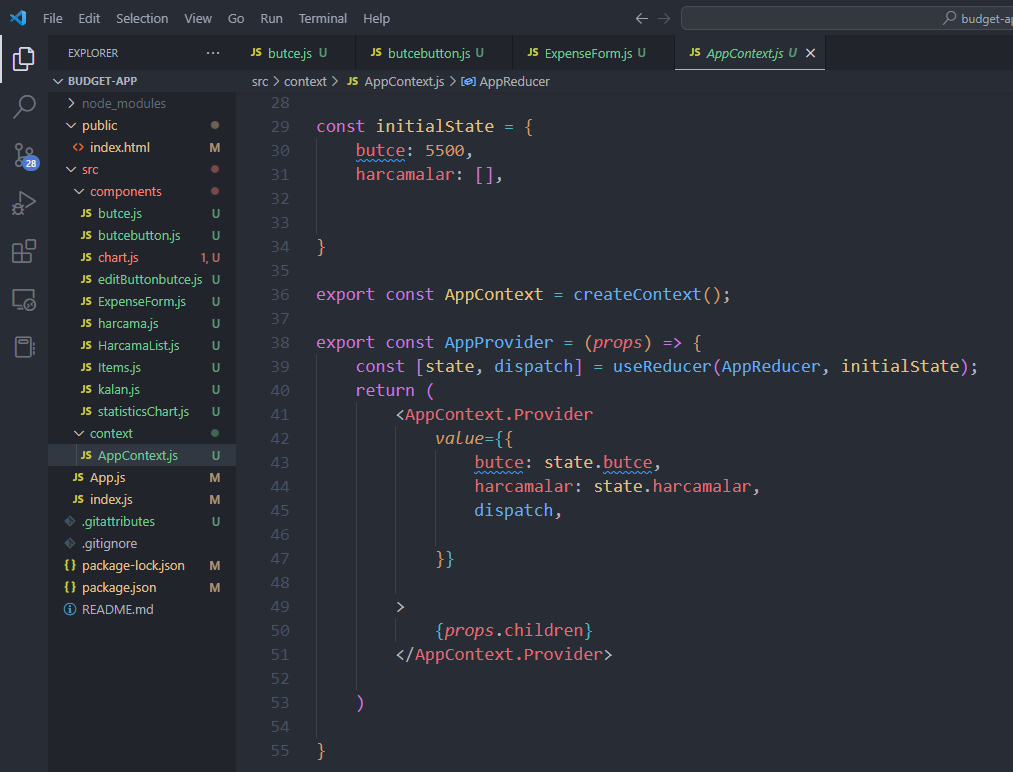 File Edit Selection View Go Run Terminal Help
budget-ap
EXPLORER ···
BUDGET-APP
node_modules
public
<> index.html M
src
components
JS butce.js U
JS butcebutton.js U
JS chart.js 1, U
JS editButtonbutce.js U
JS ExpenseForm.js U
JS harcama.js U
JS HarcamaList.js U
JS Items.js U
JS kalan.js U
JS statisticsChart.js U
context
JS AppContext.js U
JS App.js M
JS index.js M
.gitattributes U
.gitignore
{} package-lock.json M
{} package.json M
README.md
28
JS butce.js U JS butcebutton.js U JS ExpenseForm.js U JS AppContext.js U
src > context > JS AppContext.js > AppReducer
28
29 const initialState = {
30 butce: 5500,
31 harcamalar: [],
32
33
34 }
35
36 export const AppContext = createContext();
37
38 export const AppProvider = (props) => {
39 const [state, dispatch] = useReducer(AppReducer, initialState);
40 return (
41 <AppContext.Provider
42 value={{
43 butce: state.butce,
44 harcamalar: state.harcamalar,
45 dispatch,
46
47 }}
48
49 >
50 {props.children}
51 </AppContext.Provider>
52
53 )
54
55 }